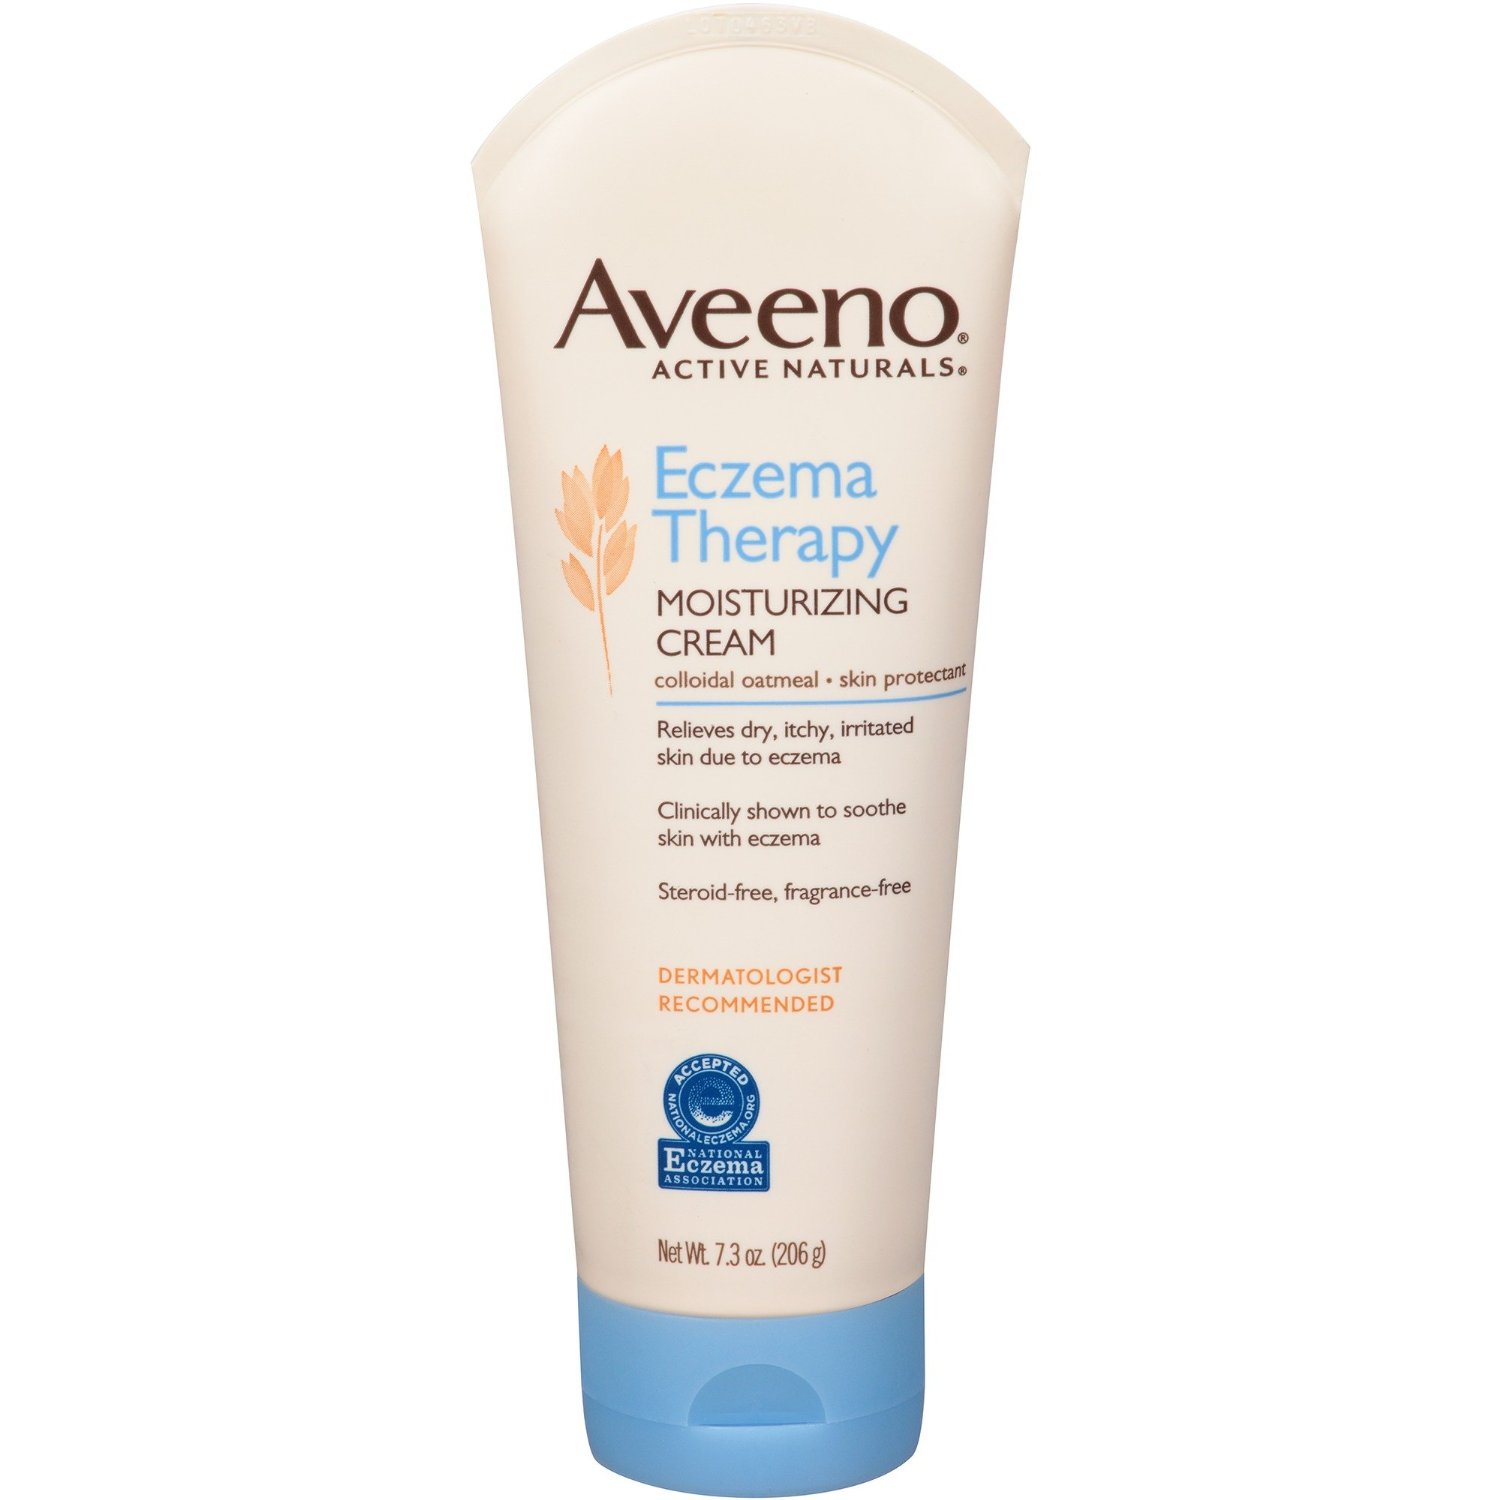 Aveeno®
ACTIVE NATURALS®
Eczema
Therapy
MOISTURIZING
CREAM
colloidal oatmeal • skin protectant
Relieves dry, itchy, irritated
skin due to eczema
Clinically shown to soothe
skin with eczema
Steroid-free, fragrance-free
DERMATOLOGIST
RECOMMENDED
ACCEPTED
NATIONALECZEMA.ORG
e
NATIONAL
Eczema
ASSOCIATION
Net Wt. 7.3 oz. (206 g)